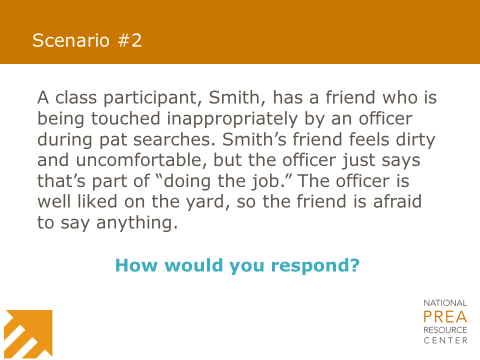 Scenario #2
A class participant, Smith, has a friend who is
being touched inappropriately by an officer
during pat searches. Smith’s friend feels dirty
and uncomfortable, but the officer just says
that’s part of “doing the job.” The officer is
well liked on the yard, so the friend is afraid
to say anything.
How would you respond?
NATIONAL
PREA
RESOURCE
CENTER